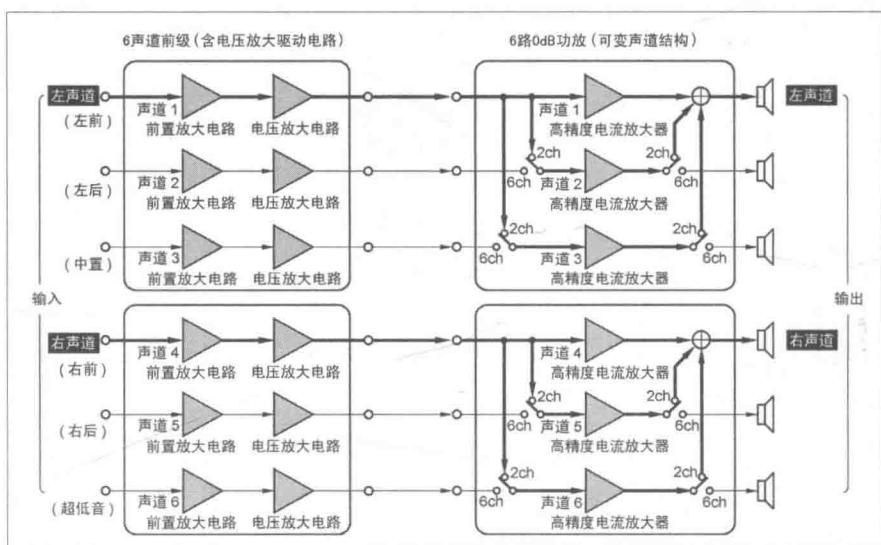 6声道前级(含电压放大驱动电路)
6路0dB功放(可变声道结构)
左声道
(左前)
声道 1
前置放大电路
电压放大电路
声道 1
高精度电流放大器
左声道
(左后)
声道 2
前置放大电路
电压放大电路
2ch
6ch
声道 2
高精度电流放大器
2ch
6ch
(中置)
声道 3
前置放大电路
电压放大电路
2ch
6ch
声道 3
高精度电流放大器
2ch
6ch
输入
输出
右声道
(右前)
声道 4
前置放大电路
电压放大电路
声道 4
高精度电流放大器
右声道
(右后)
声道 5
前置放大电路
电压放大电路
2ch
6ch
声道 5
高精度电流放大器
2ch
6ch
(超低音)
声道 6
前置放大电路
电压放大电路
2ch
6ch
声道 6
高精度电流放大器
2ch
6ch